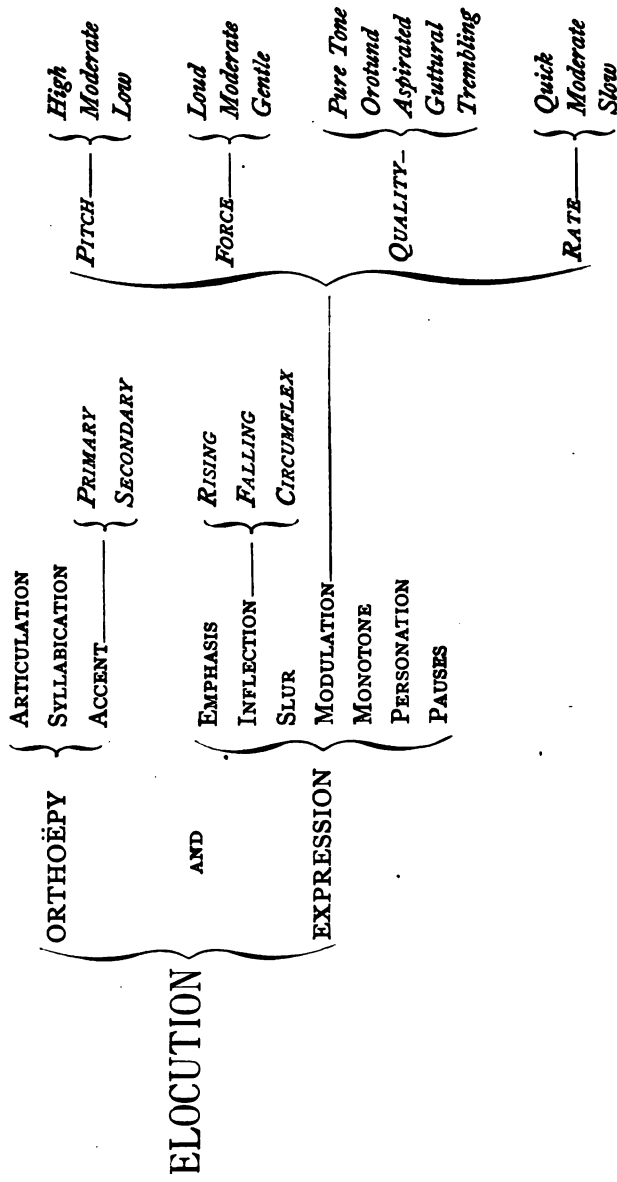 ELOCUTION
ORTHOËPY
AND
EXPRESSION
ARTICULATION
SYLLABICATION
ACCENT
PRIMARY
SECONDARY
EMPHASIS
INFLECTION
SLUR
MODULATION
MONOTONE
PERSONATION
PAUSES
RISING
FALLING
CIRCUMFLEX
PITCH
High
Moderate
Low
FORCE
Loud
Moderate
Gentle
QUALITY
Pure Tone
Orotund
Aspirated
Guttural
Trembling
RATE
Quick
Moderate
Slow